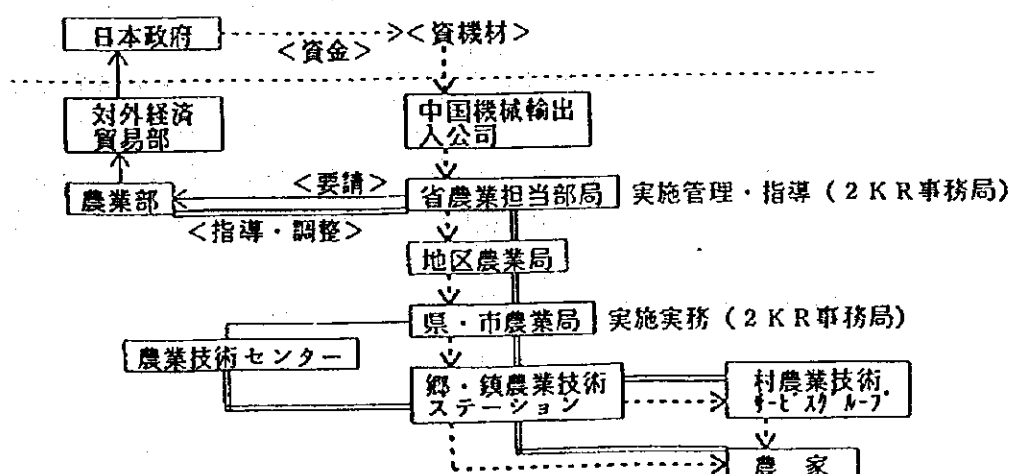 日本政府
<資金>
<資機材>
対外経済
貿易部
中国機械輸出
入公司
農業部
<要請>
<指導・調整>
省農業担当部局
実施管理・指導(2KR事務局)
地区農業局
県・市農業局
実施実務(2KR事務局)
農業技術センター
郷・鎮農業技術
ステーション
村農業技術
サービスグループ
農 家